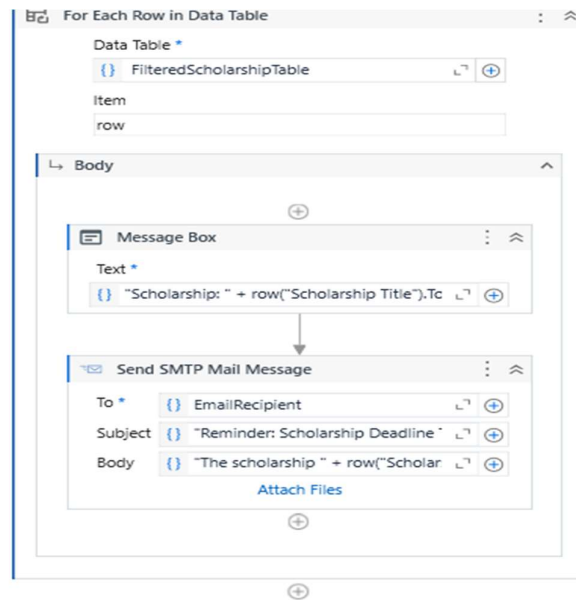 For Each Row in Data Table
Data Table *
{} FilteredScholarshipTable
Item
row
Body
Message Box
Text *
{} "Scholarship: " + row("Scholarship Title").Tc
Send SMTP Mail Message
To * {} EmailRecipient
Subject {} "Reminder: Scholarship Deadline "
Body {} "The scholarship " + row("Scholar
Attach Files